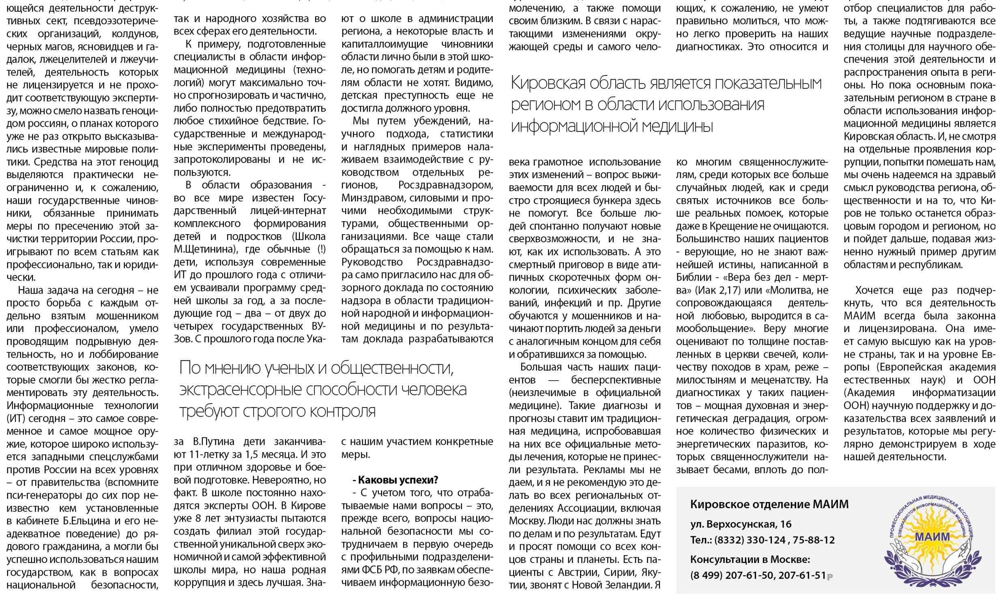 ющейся деятельности деструк-
тивных сект, псевдоэзотериче-
ских организаций, колдунов,
черных магов, ясновидцев и га-
далок, лжецелителей и лжеучи-
телей, деятельность которых
не лицензируется и не прохо-
дит соответствующую эксперти-
зу, можно смело назвать геноци-
дом россиян, о планах которого
уже не раз открыто высказыва-
лись известные мировые поли-
тики. Средства на этот геноцид
выделяются практически не-
ограниченно и, к сожалению,
наши государственные чинов-
ники, обязанные принимать
меры по пресечению этой за-
чистки территории России, про-
игрывают по всем статьям как
профессионально, так и юриди-
чески.
Наша задача на сегодня – не
просто борьба с каждым от-
дельно взятым мошенником
или профессионалом, умело
проводящим подрывную дея-
тельность, но и лоббирование
соответствующих законов, ко-
торые смогли бы жестко регла-
ментировать эту деятельность.
Информационные технологии
(ИТ) сегодня – это самое совре-
менное и самое мощное ору-
жие, которое широко использу-
ется западными спецслужбами
против России на всех уровнях
– от правительства (вспомните
пси-генераторы до сих пор не-
известно кем установленные
в кабинете Б.Ельцина и его не-
адекватное поведение) до ря-
дового гражданина, а могли бы
успешно использоваться нашим
государством, как в вопросах
национальной безопасности,
так и народного хозяйства во
всех сферах его деятельности.
К примеру, подготовленные
специалисты в области инфор-
мационной медицины (техно-
логий) могут максимально точ-
но спрогнозировать и частично,
либо полностью предотвратить
любое стихийное бедствие. Го-
сударственные и международ-
ные эксперименты проведены,
запротоколированы и не ис-
пользуются.
В области образования -
во все мире известен Госу-
дарственный лицей-интернат
комплексного формирования
детей и подростков (Школа
М.Щетинина), где обычные (!)
дети, используя современные
ИТ до прошлого года с отличи-
ем усваивали программу сред-
ней школы за год, а за после-
дующие год – два – от двух до
четырех государственных ВУ-
Зов. С прошлого года после Ука-
По мнению ученых и общественности,
экстрасенсорные способности человека
требуют строгого контроля
за В.Путина дети заканчива-
ют 11-летку за 1,5 месяца. И это
при отличном здоровье и бое-
вой подготовке. Невероятно, но
факт. В школе постоянно нахо-
дятся эксперты ООН. В Кирове
уже 8 лет энтузиасты пытаются
создать филиал этой государ-
ственной уникальной сверх эко-
номичной и самой эффективной
школы мира, но наша родная
коррупция и здесь лучшая. Зна-
ют о школе в администрации
региона, а некоторые власть и
капиталлоимущие чиновники
области лично были в этой шко-
ле, но помогать детям и родите-
лям области не хотят. Видимо,
детская преступность еще не
достигла должного уровня.
Мы путем убеждений, на-
учного подхода, статистики
и наглядных примеров нала-
живаем взаимодействие с ру-
ководством отдельных ре-
гионов, Росздравнадзором,
Минздравом, силовыми и про-
чими необходимыми струк-
турами, общественными ор-
ганизациями. Все чаще стали
обращаться за помощью к нам.
Руководство Росздравнадзо-
ра само пригласило нас для об-
зорного доклада по состоянию
надзора в области традицион-
ной народной и информацион-
ной медицины и по результа-
там доклада разрабатываются
с нашим участием конкретные
меры.
- Каковы успехи?
- С учетом того, что отраба-
тываемые нами вопросы – это,
прежде всего, вопросы нацио-
нальной безопасности мы со-
трудничаем в первую очередь
с профильными подразделени-
ями ФСБ РФ, по заявкам обеспе-
чиваем информационную безо-
молечению, а также помощи
своим близким. В связи с нарас-
тающими изменениями окру-
жающей среды и самого чело-
Кировская область является показательным
регионом в области использования
информационной медицины
века грамотное использование
этих изменений – вопрос выжи-
ваемости для всех людей и бы-
стро строящиеся бункера здесь
не помогут. Все больше лю-
дей спонтанно получают новые
сверхвозможности, и не зна-
ют, как их использовать. А это
смертный приговор в виде ати-
пичных скоротечных форм он-
кологии, психических заболе-
ваний, инфекций и пр. Другие
обучаются у мошенников и на-
чинают портить людей за деньги
с аналогичным концом для себя
и обратившихся за помощью.
Большая часть наших паци-
ентов — бесперспективные
(неизлечимые в официальной
медицине). Такие диагнозы и
прогнозы ставит им традицион-
ная медицина, испробовавшая
на них все официальные мето-
ды лечения, которые не принес-
ли результата. Рекламы мы не
даем, и я не рекомендую это де-
лать во всех региональных от-
делениях Ассоциации, включая
Москву. Люди нас должны знать
по делам и по результатам. Едут
и просят помощи со всех кон-
цов страны и планеты. Есть па-
циенты с Австрии, Сирии, Яку-
тии, звонят с Новой Зеландии. Я
ющих, к сожалению, не умеют
правильно молиться, что мож-
но легко проверить на наших
диагностиках. Это относится и
ко многим священнослужите-
лям, среди которых все больше
случайных людей, как и среди
святых источников все боль-
ше реальных помоек, которые
даже в Крещение не очищаются.
Большинство наших пациентов
- верующие, но не знают важ-
нейшей истины, написанной в
Библии - «Вера без дел - мерт-
ва» (Иак 2,17) или «Молитва, не
сопровождающаяся деятель-
ной любовью, выродится в са-
мообольщение». Веру многие
оценивают по толщине постав-
ленных в церкви свечей, коли-
честву походов в храм, реже –
милостыням и меценатству. На
диагностиках у таких пациен-
тов – мощная духовная и энер-
гетическая деградация, огром-
ное количество физических и
энергетических паразитов, ко-
торых священнослужители на-
зывает бесами, вплоть до пол-
отбор специалистов для рабо-
ты, а также подтягиваются все
ведущие научные подразделе-
ния столицы для научного обе-
спечения этой деятельности и
распространения опыта в реги-
оны. Но пока основным пока-
зательным регионом в стране в
области использования инфор-
мационной медицины является
Кировская область. И, не смотря
на отдельные проявления кор-
рупции, попытки помешать нам,
мы очень надеемся на здравый
смысл руководства региона, об-
щественности и на то, что Ки-
ров не только останется образ-
цовым городом и регионом, но
и пойдет дальше, подавая жиз-
ненно нужный пример другим
областям и республикам.
Хочется еще раз подчер-
кнуть, что вся деятельность
МАИМ всегда была законна
и лицензирована. Она име-
ет самую высшую как на уров-
не страны, так и на уровне Ев-
ропы (Европейская академия
естественных наук) и ООН
(Академия информатизации
ООН) научную поддержку и до-
казательства всех заявлений и
результатов, которые мы регу-
лярно демонстрируем в ходе
нашей деятельности.
Кировское отделение МАИМ
ул. Верхосунская, 16
Тел.: (8332) 330-124 , 75-88-12
Консультации в Москве:
(8 499) 207-61-50, 207-61-51 р
ПРОФЕССИОНАЛЬНАЯ МЕДИЦИНСКАЯ АССОЦИАЦИЯ
СПЕЦИАЛИСТОВ ИНФОРМАЦИОННОЙ МЕДИЦИНЫ
МАИМ